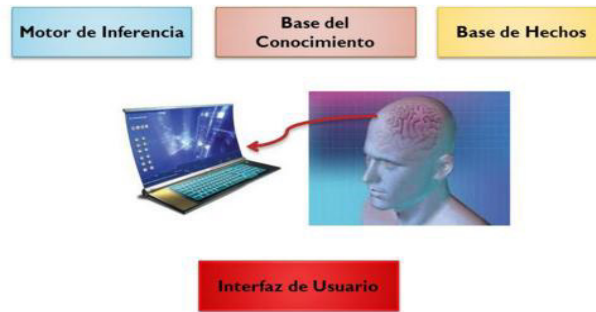 Motor de Inferencia
Base del
Conocimiento
Base de Hechos
Interfaz de Usuario